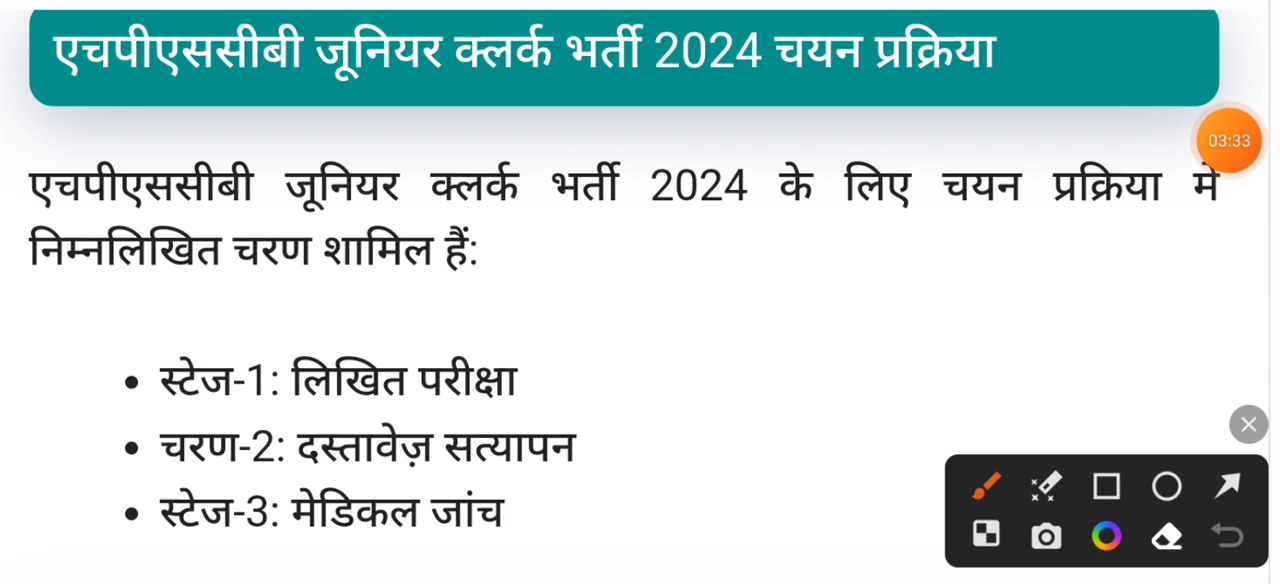 एचपीएससीबी जूनियर क्लर्क भर्ती 2024 चयन प्रक्रिया
03:33
एचपीएससीबी जूनियर क्लर्क भर्ती 2024 के लिए चयन प्रक्रिया में
निम्नलिखित चरण शामिल हैं:
• स्टेज-1: लिखित परीक्षा
• चरण-2: दस्तावेज़ सत्यापन
• स्टेज-3: मेडिकल जांच